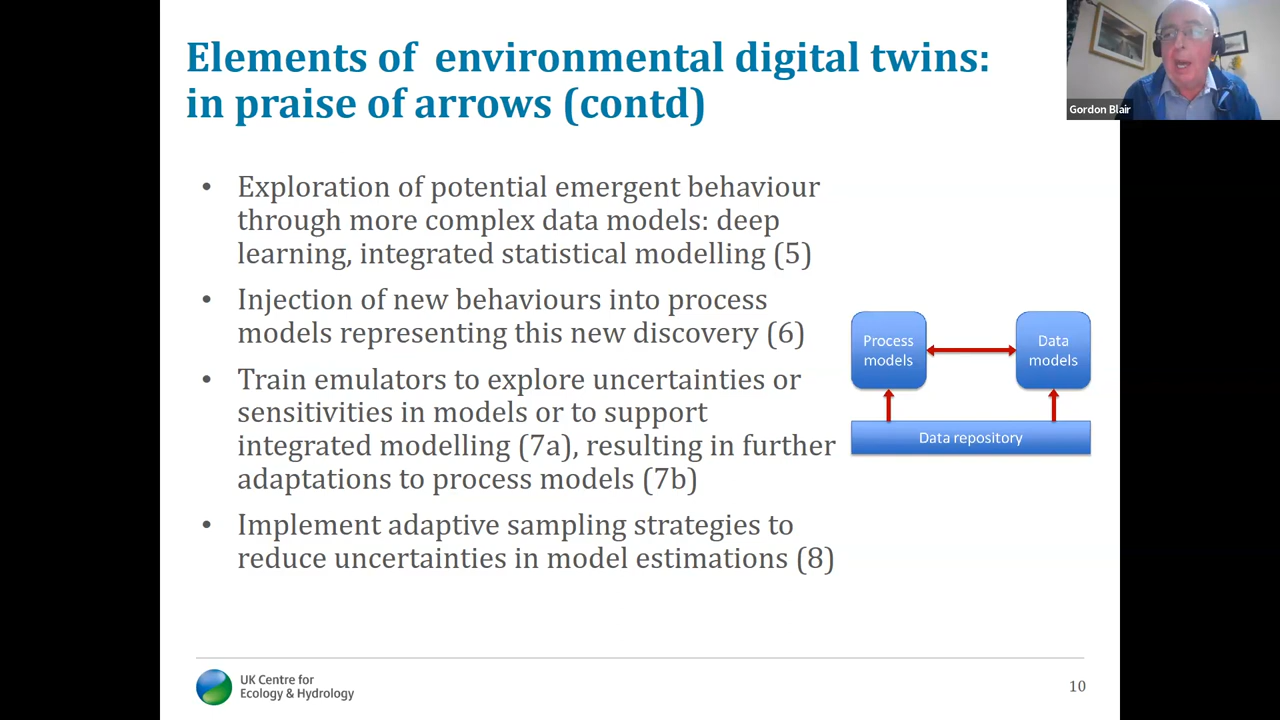 Elements of environmental digital twins:
in praise of arrows (contd)
Gordon Blair
• Exploration of potential emergent behaviour
through more complex data models: deep
learning, integrated statistical modelling (5)
• Injection of new behaviours into process
models representing this new discovery (6)
• Train emulators to explore uncertainties or
sensitivities in models or to support
integrated modelling (7a), resulting in further
adaptations to process models (7b)
• Implement adaptive sampling strategies to
reduce uncertainties in model estimations (8)
Process
models
Data
models
Data repository
UK Centre for
Ecology & Hydrology
10